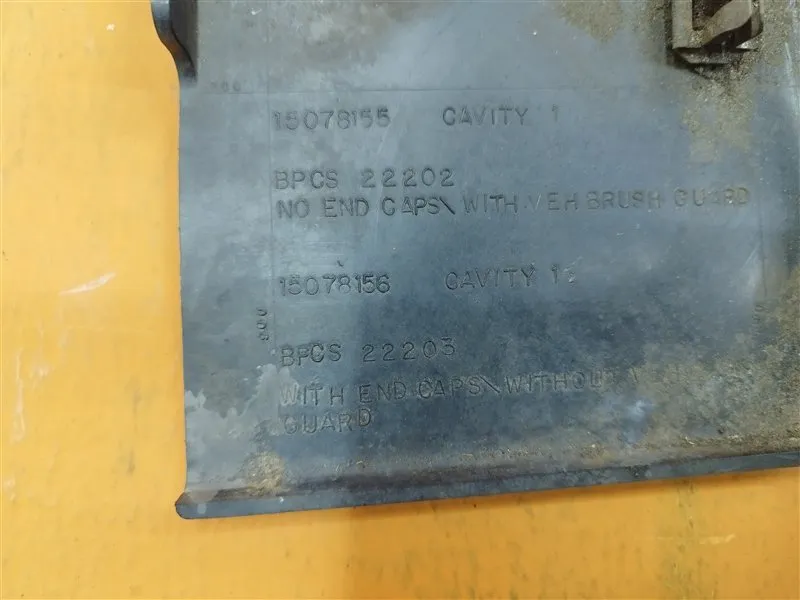 15078155 CAVITY 1
BPCS 22202
NO END CAPS\ WITH VEH BRUSH GUARD
15078156 CAVITY 1
BPCS 22203
WITH END CAPS\ WITHOUT
GUARD